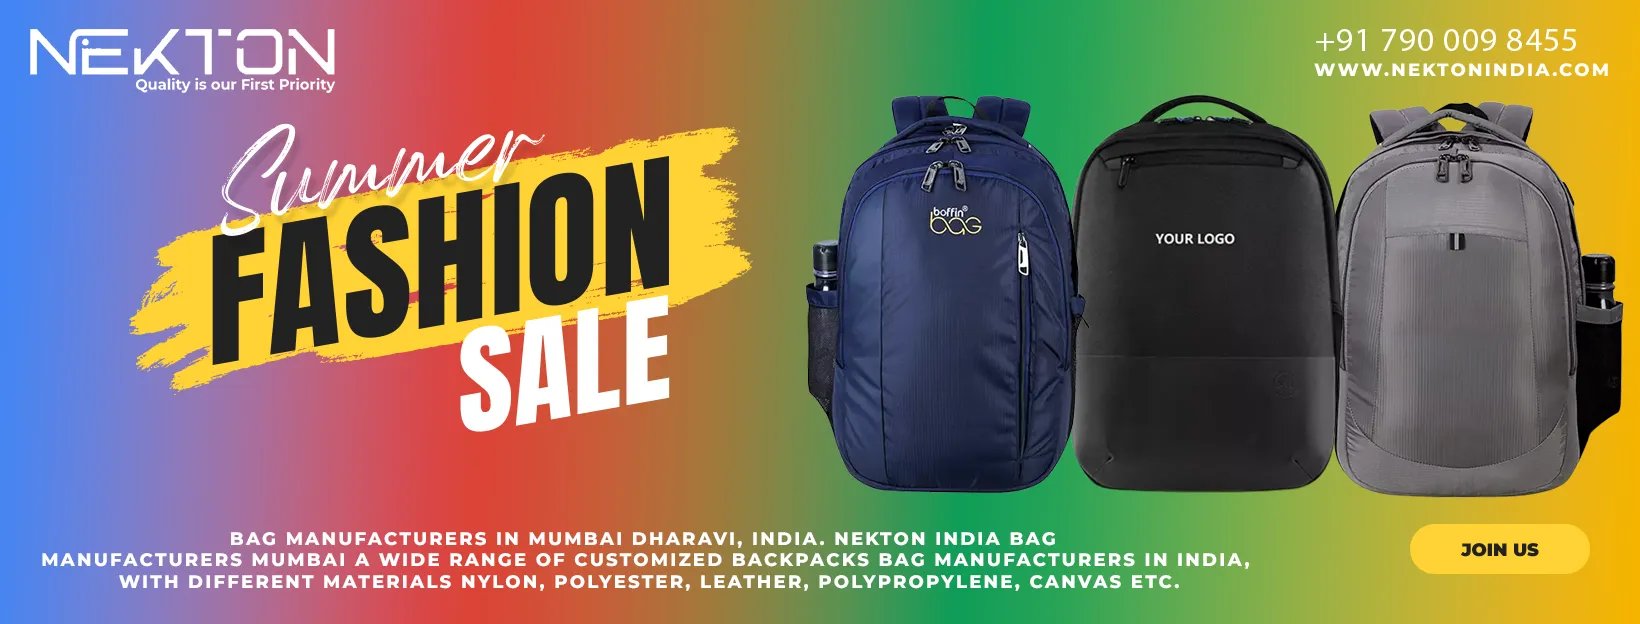 NEKTON
Quality is our First Priority
+91 790 009 8455
WWW.NEKTONINDIA.COM
Summer
FASHION
SALE
boffin®
bag
YOUR LOGO
BAG MANUFACTURERS IN MUMBAI DHARAVI, INDIA. NEKTON INDIA BAG
MANUFACTURERS MUMBAI A WIDE RANGE OF CUSTOMIZED BACKPACKS BAG MANUFACTURERS IN INDIA,
WITH DIFFERENT MATERIALS NYLON, POLYESTER, LEATHER, POLYPROPYLENE, CANVAS ETC.
JOIN US